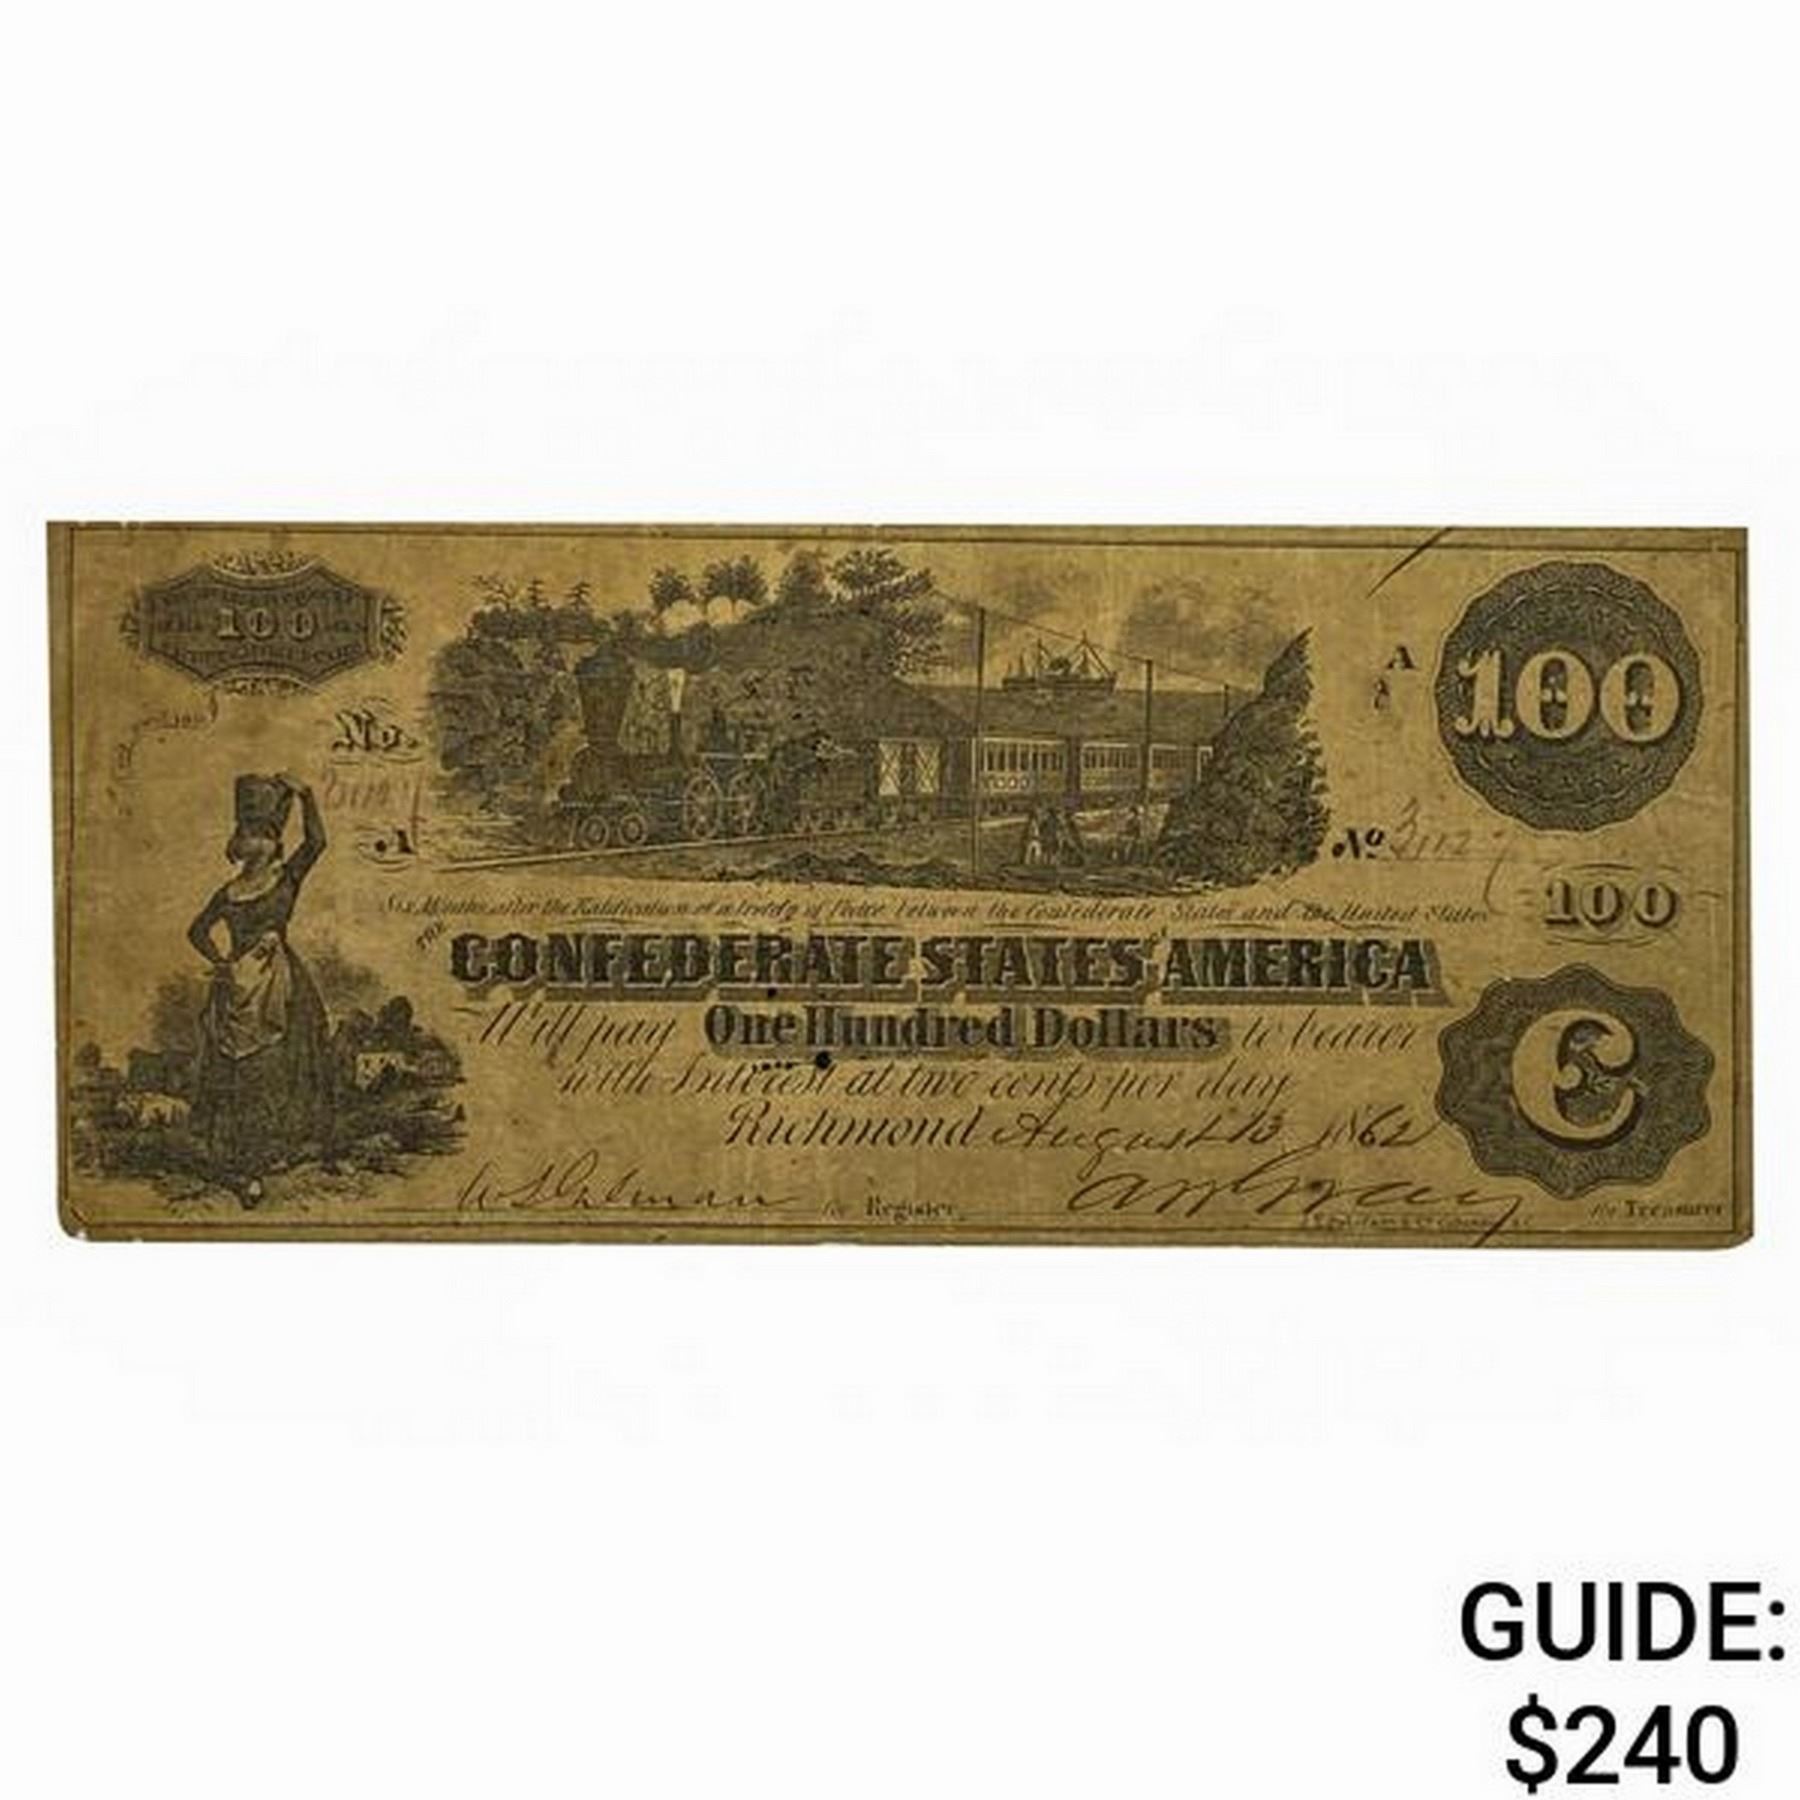 100
No.
A
100
A
No
100
Six Months after the Ratification of a treaty of Peace between the Confederate States and the United States
THE
CONFEDERATE STATES OF AMERICA
Will pay One Hundred Dollars to bearer
with Interest at two cents per day
Richmond August 13 1862
C
for Register
for Treasurer
GUIDE:
$240